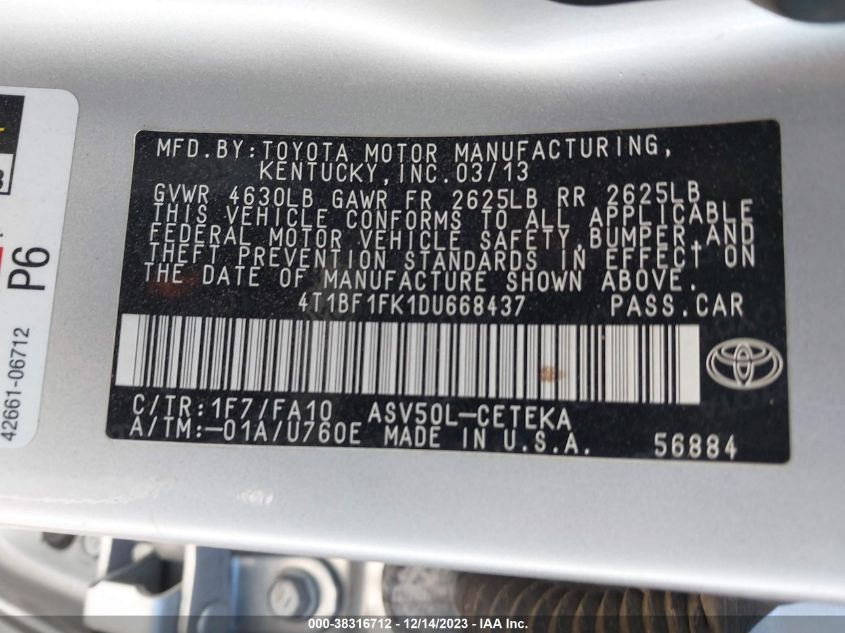 MFD.BY:TOYOTA MOTOR MANUFACTURING,
KENTUCKY,INC.03/13
GVWR 4630LB GAWR FR 2625LB RR 2625LB
THIS VEHICLE CONFORMS TO ALL APPLICABLE
FEDERAL MOTOR VEHICLE SAFETY,BUMPER,AND
THEFT PREVENTION STANDARDS IN EFFECT ON
THE DATE OF MANUFACTURE SHOWN ABOVE.
4T1BF1FK1DU668437 PASS.CAR
C/TR:1F7/FA10 ASV50L-CETEKA
A/TM:-01A/U760E MADE IN U.S.A. 56884
P6
42661-06712
000-38316712 - 12/14/2023 - © IAA, Inc.